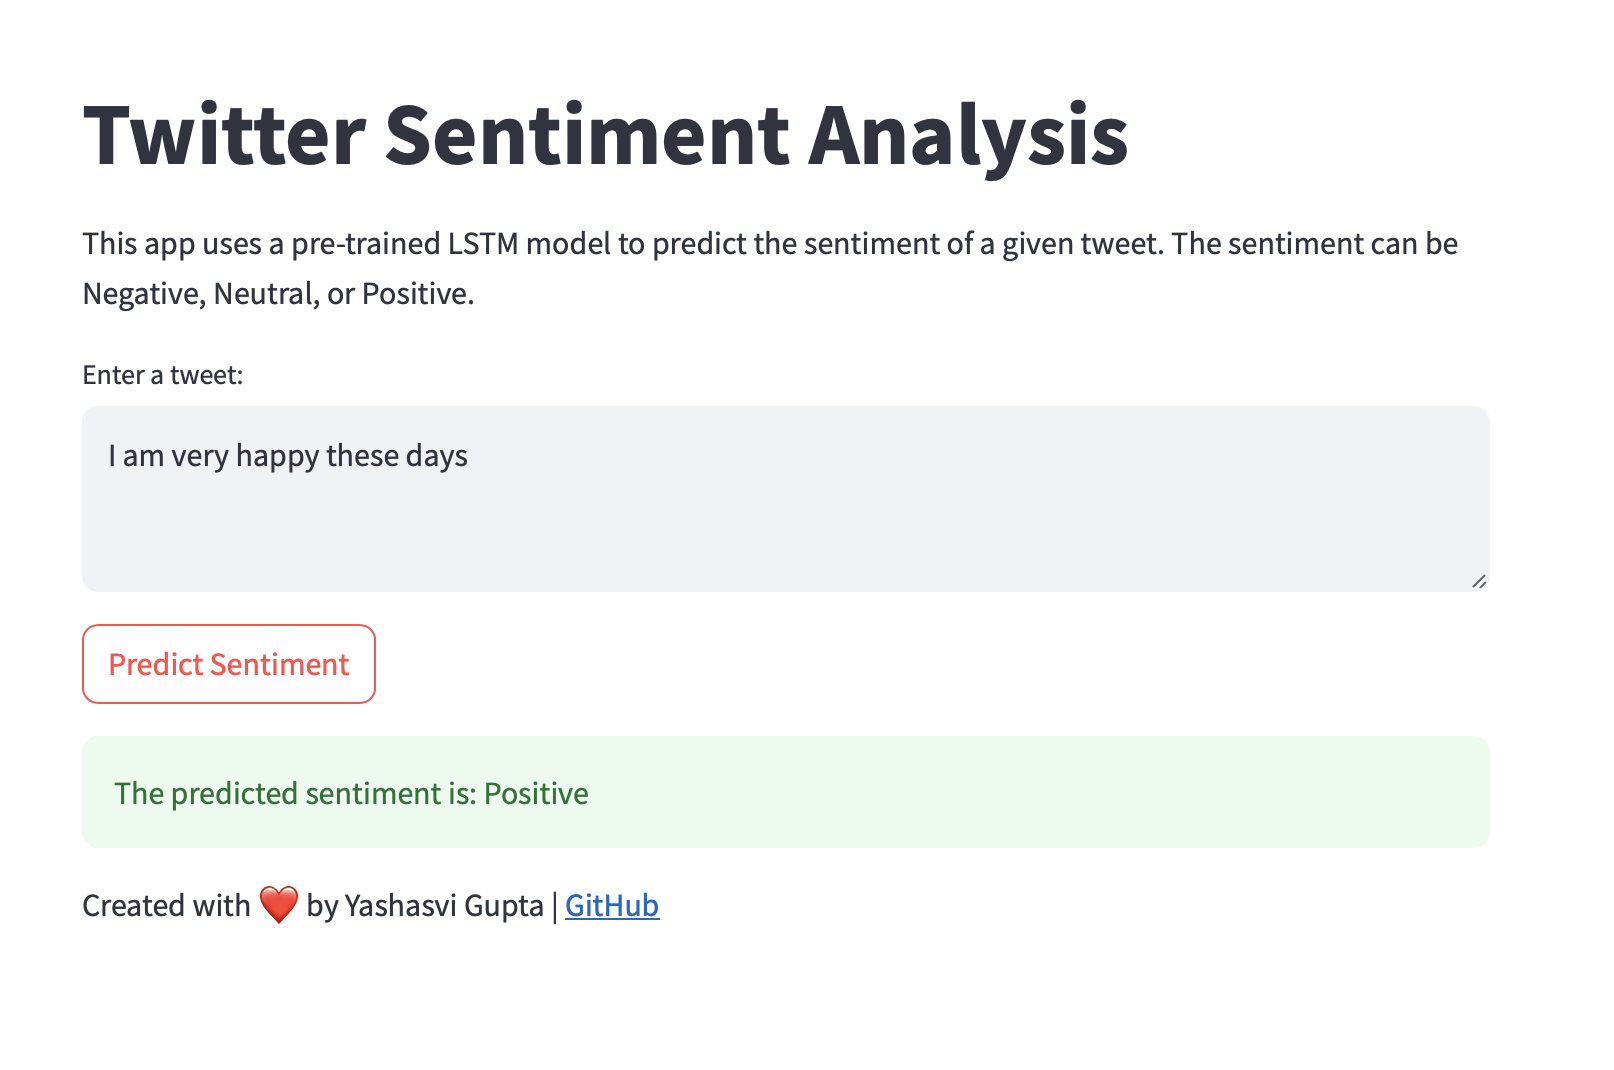 Twitter Sentiment Analysis
This app uses a pre-trained LSTM model to predict the sentiment of a given tweet. The sentiment can be
Negative, Neutral, or Positive.
Enter a tweet:
I am very happy these days
Predict Sentiment
The predicted sentiment is: Positive
Created with ❤️ by Yashasvi Gupta | GitHub